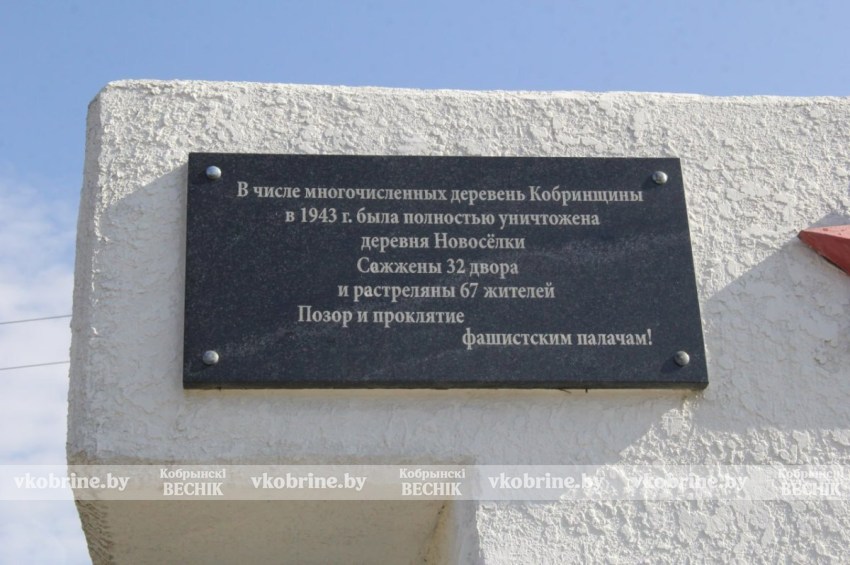 В числе многочисленных деревень Кобринщины
в 1943 г. была полностью уничтожена
деревня Новосёлки
Сожжены 32 двора
и растреляны 67 жителей
Позор и проклятие
фашистским палачам!
vkobrine.by Кобрынскі ВЕСНІК vkobrine.by Кобрынскі ВЕСНІК vkobrine.by vkobrine.by Кобрынскі ВЕСНІК